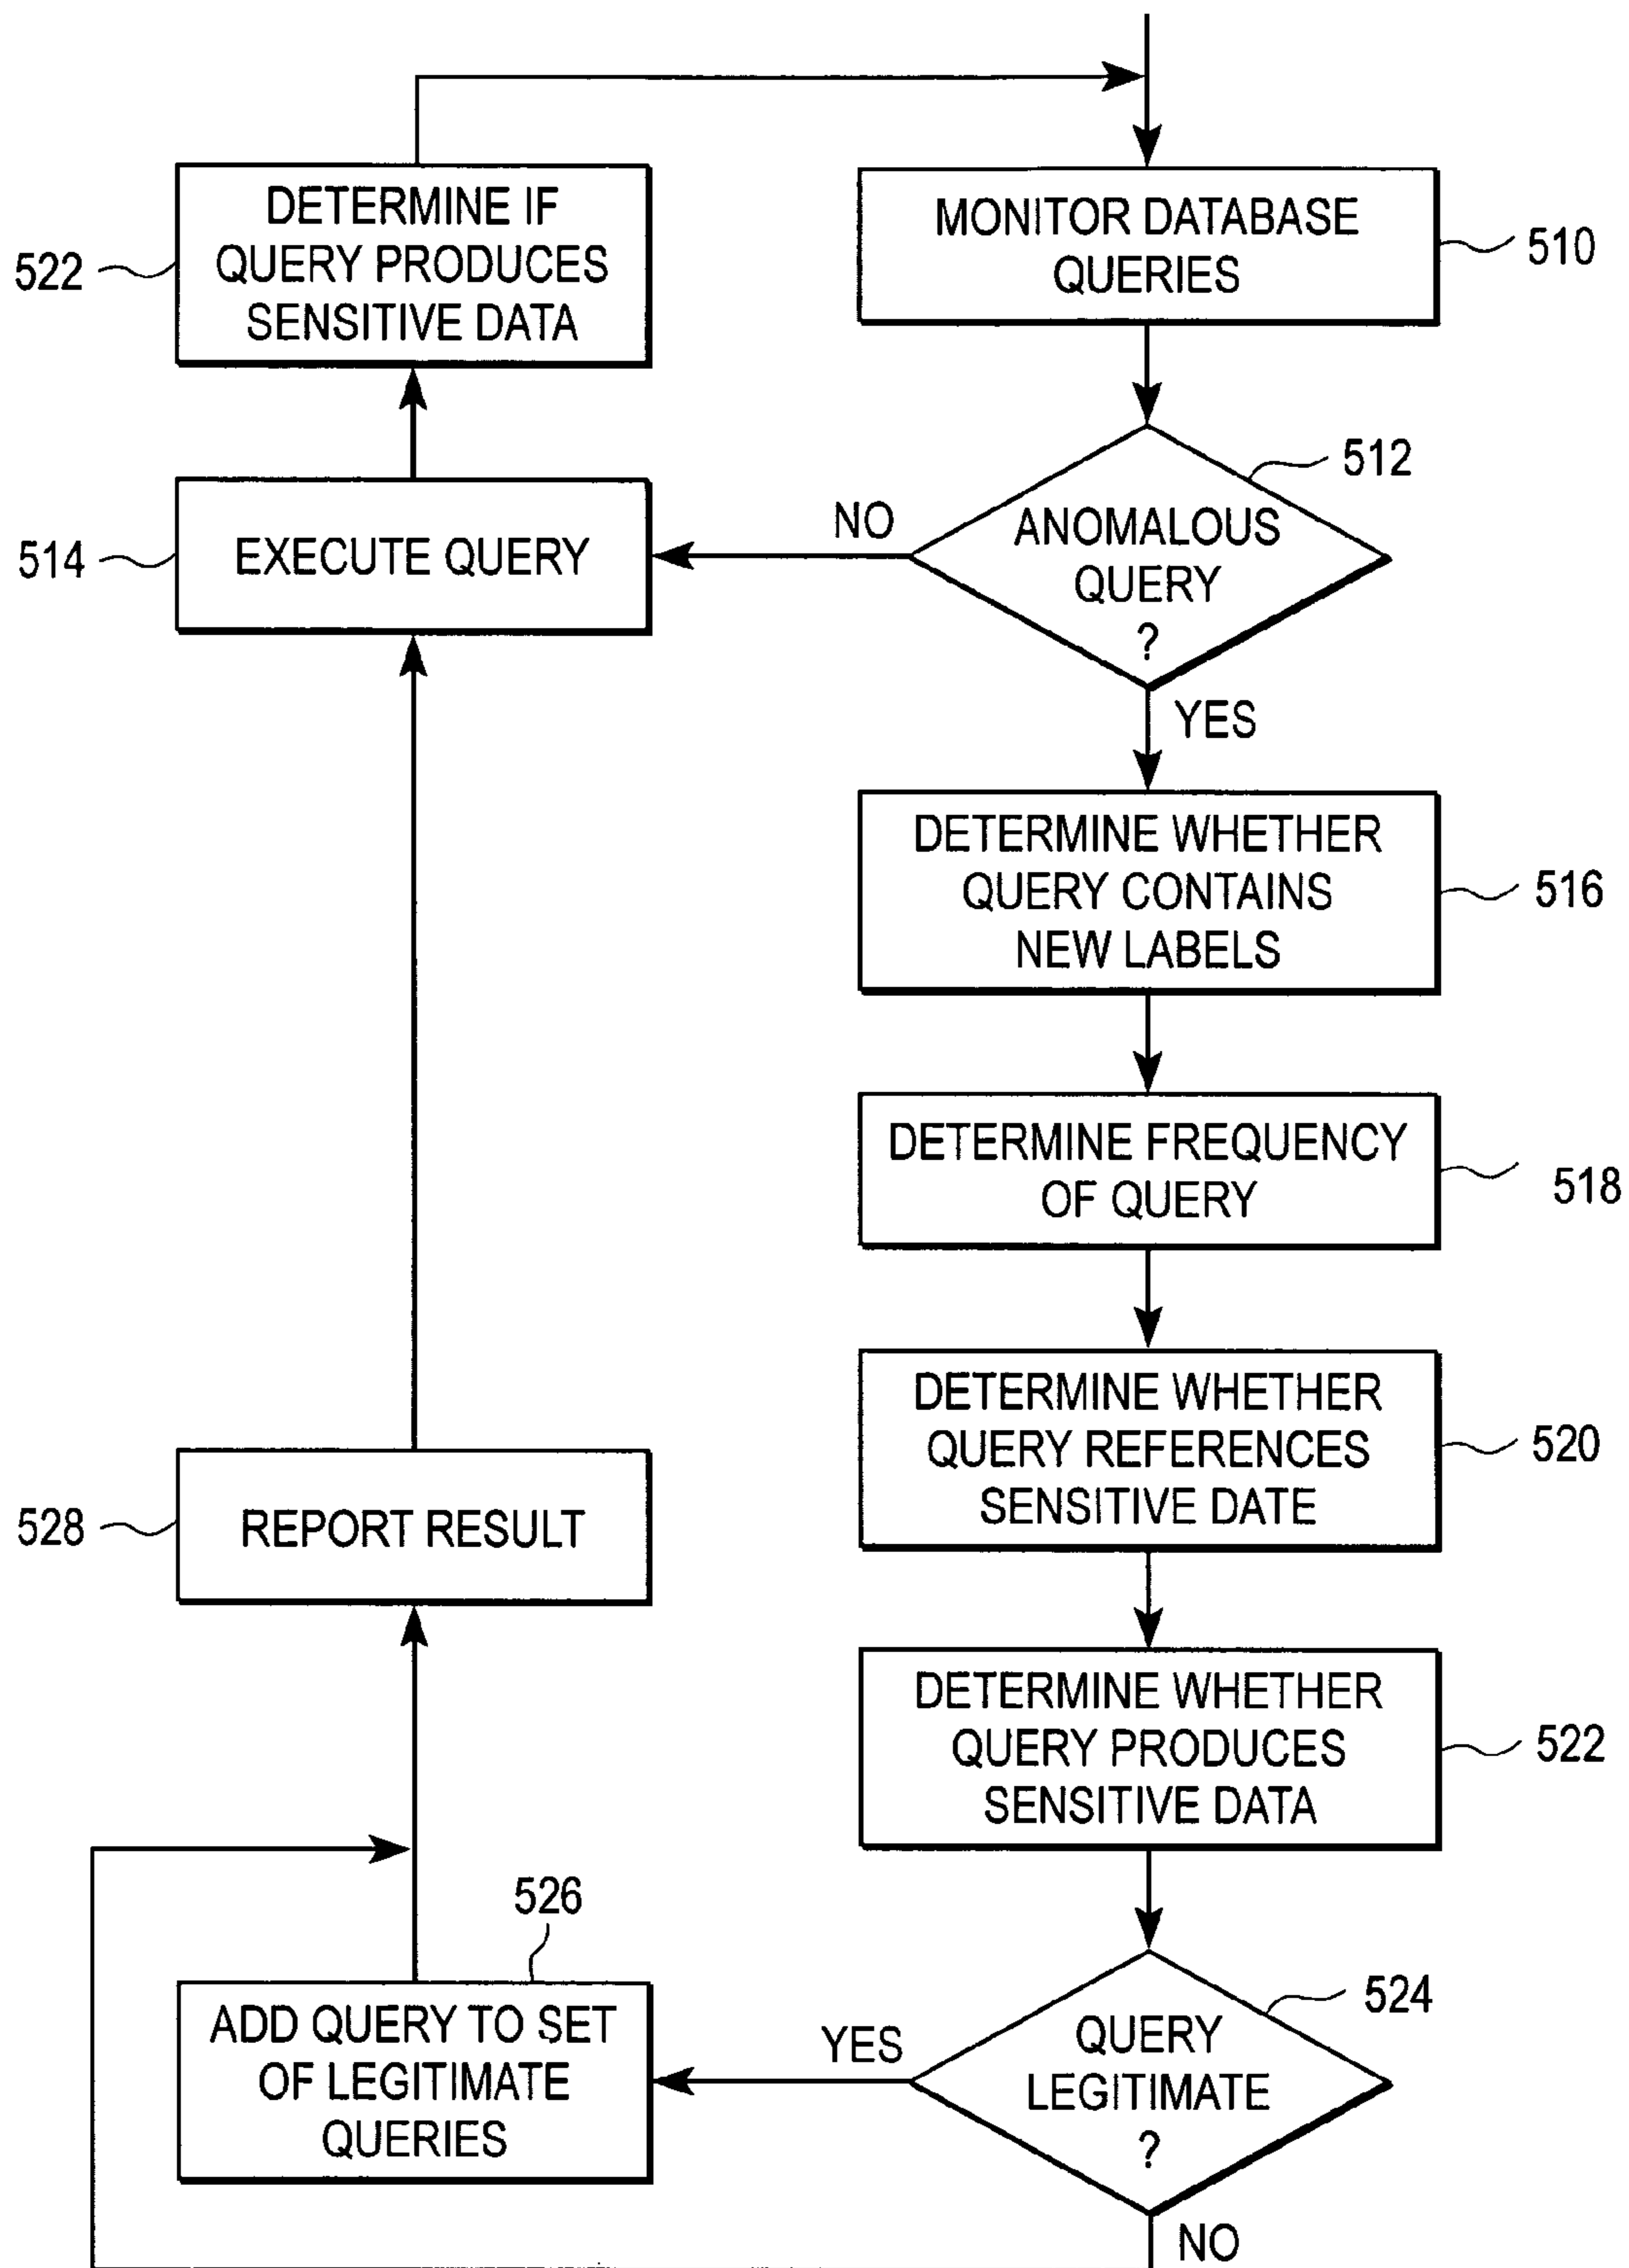 DETERMINE IF
QUERY PRODUCES
SENSITIVE DATA
522
MONITOR DATABASE
QUERIES
510
512
ANOMALOUS
QUERY
?
NO
YES
EXECUTE QUERY
514
DETERMINE WHETHER
QUERY CONTAINS
NEW LABELS
516
DETERMINE FREQUENCY
OF QUERY
518
DETERMINE WHETHER
QUERY REFERENCES
SENSITIVE DATE
520
REPORT RESULT
528
DETERMINE WHETHER
QUERY PRODUCES
SENSITIVE DATA
522
526
ADD QUERY TO SET
OF LEGITIMATE
QUERIES
YES
524
QUERY
LEGITIMATE
?
NO